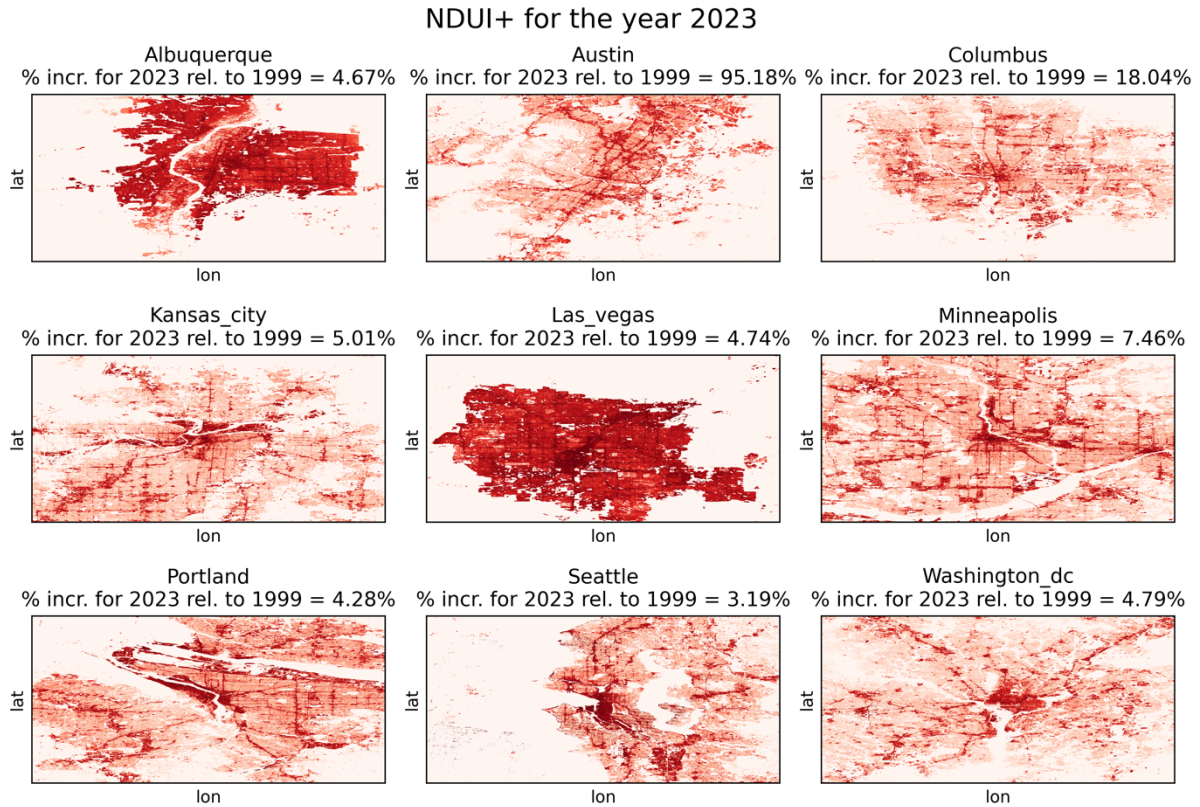 NDUI+ for the year 2023
Albuquerque
% incr. for 2023 rel. to 1999 = 4.67%
lat
lon
Austin
% incr. for 2023 rel. to 1999 = 95.18%
lat
lon
Columbus
% incr. for 2023 rel. to 1999 = 18.04%
lat
lon
Kansas_city
% incr. for 2023 rel. to 1999 = 5.01%
lat
lon
Las_vegas
% incr. for 2023 rel. to 1999 = 4.74%
lat
lon
Minneapolis
% incr. for 2023 rel. to 1999 = 7.46%
lat
lon
Portland
% incr. for 2023 rel. to 1999 = 4.28%
lat
lon
Seattle
% incr. for 2023 rel. to 1999 = 3.19%
lat
lon
Washington_dc
% incr. for 2023 rel. to 1999 = 4.79%
lat
lon